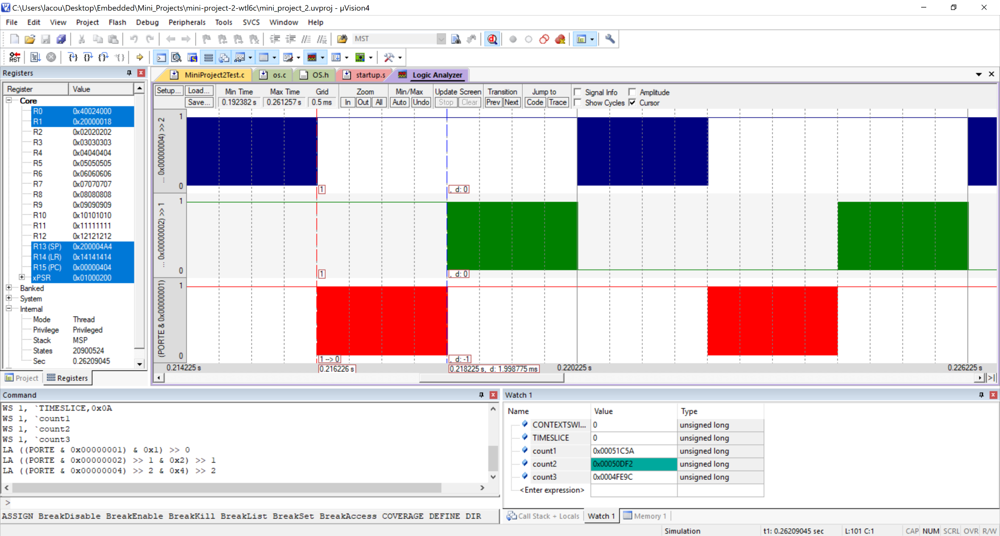 C:\Users\lacou\Desktop\Embedded\Mini_Projects\mini-project-2-wtl6c\mini_project_2.uvproj - µVision4
File Edit View Project Flash Debug Peripherals Tools SVCS Window Help
MST
RST
Registers
MiniProject2Test.c os.c OS.h startup.s Logic Analyzer
Register Value
Core
R0 0x40024000
R1 0x20000018
R2 0x02020202
R3 0x03030303
R4 0x04040404
R5 0x05050505
R6 0x06060606
R7 0x07070707
R8 0x08080808
R9 0x09090909
R10 0x10101010
R11 0x11111111
R12 0x12121212
R13 (SP) 0x200004A4
R14 (LR) 0x14141414
R15 (PC) 0x00000404
xPSR 0x01000200
Banked
System
Internal
Mode Thread
Privilege Privileged
Stack MSP
States 20900524
Sec 0.26209045
Project Registers
Setup... Load... Min Time Max Time Grid Zoom Min/Max Update Screen Transition Jump to Signal Info Amplitude
Save... 0.192382 s 0.261257 s 0.5 ms In Out All Auto Undo Stop Clear Prev Next Code Trace Show Cycles Cursor
1
... 0x00000004) >> 2
0
1 , d: 0
1
... 0x00000002) >> 1
0
1 , d: 0
1
(PORTE & 0x00000001)
0
1 --> 0 , d: -1
0.214225 s 0.216226 s 0.218225 s, d: 1.998775 ms 0.220225 s 0.226225 s
Command
WS 1, `TIMESLICE,0x0A
WS 1, `count1
WS 1, `count2
WS 1, `count3
LA ((PORTE & 0x00000001) & 0x1) >> 0
LA ((PORTE & 0x00000002) >> 1 & 0x2) >> 1
LA ((PORTE & 0x00000004) >> 2 & 0x4) >> 2
>
ASSIGN BreakDisable BreakEnable BreakKill BreakList BreakSet BreakAccess COVERAGE DEFINE DIR
Watch 1
Name Value Type
CONTEXTSWI... 0 unsigned long
TIMESLICE 0 unsigned long
count1 0x00051C5A unsigned long
count2 0x00050DF2 unsigned long
count3 0x0004FE9C unsigned long
<Enter expression>
Call Stack + Locals Watch 1 Memory 1
Simulation t1: 0.26209045 sec L:101 C:1 CAP NUM SCRL OVR R/W